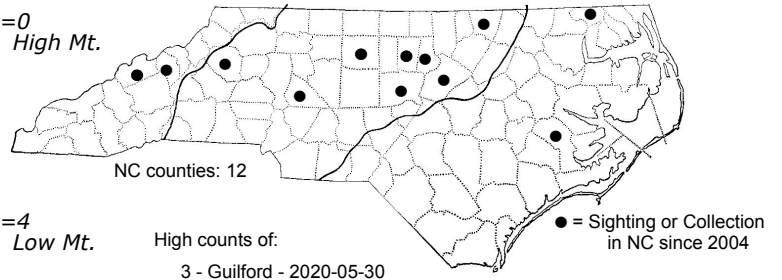 =0
High Mt.
NC counties: 12
=4
Low Mt.
High counts of:
3 - Guilford - 2020-05-30
= Sighting or Collection
in NC since 2004